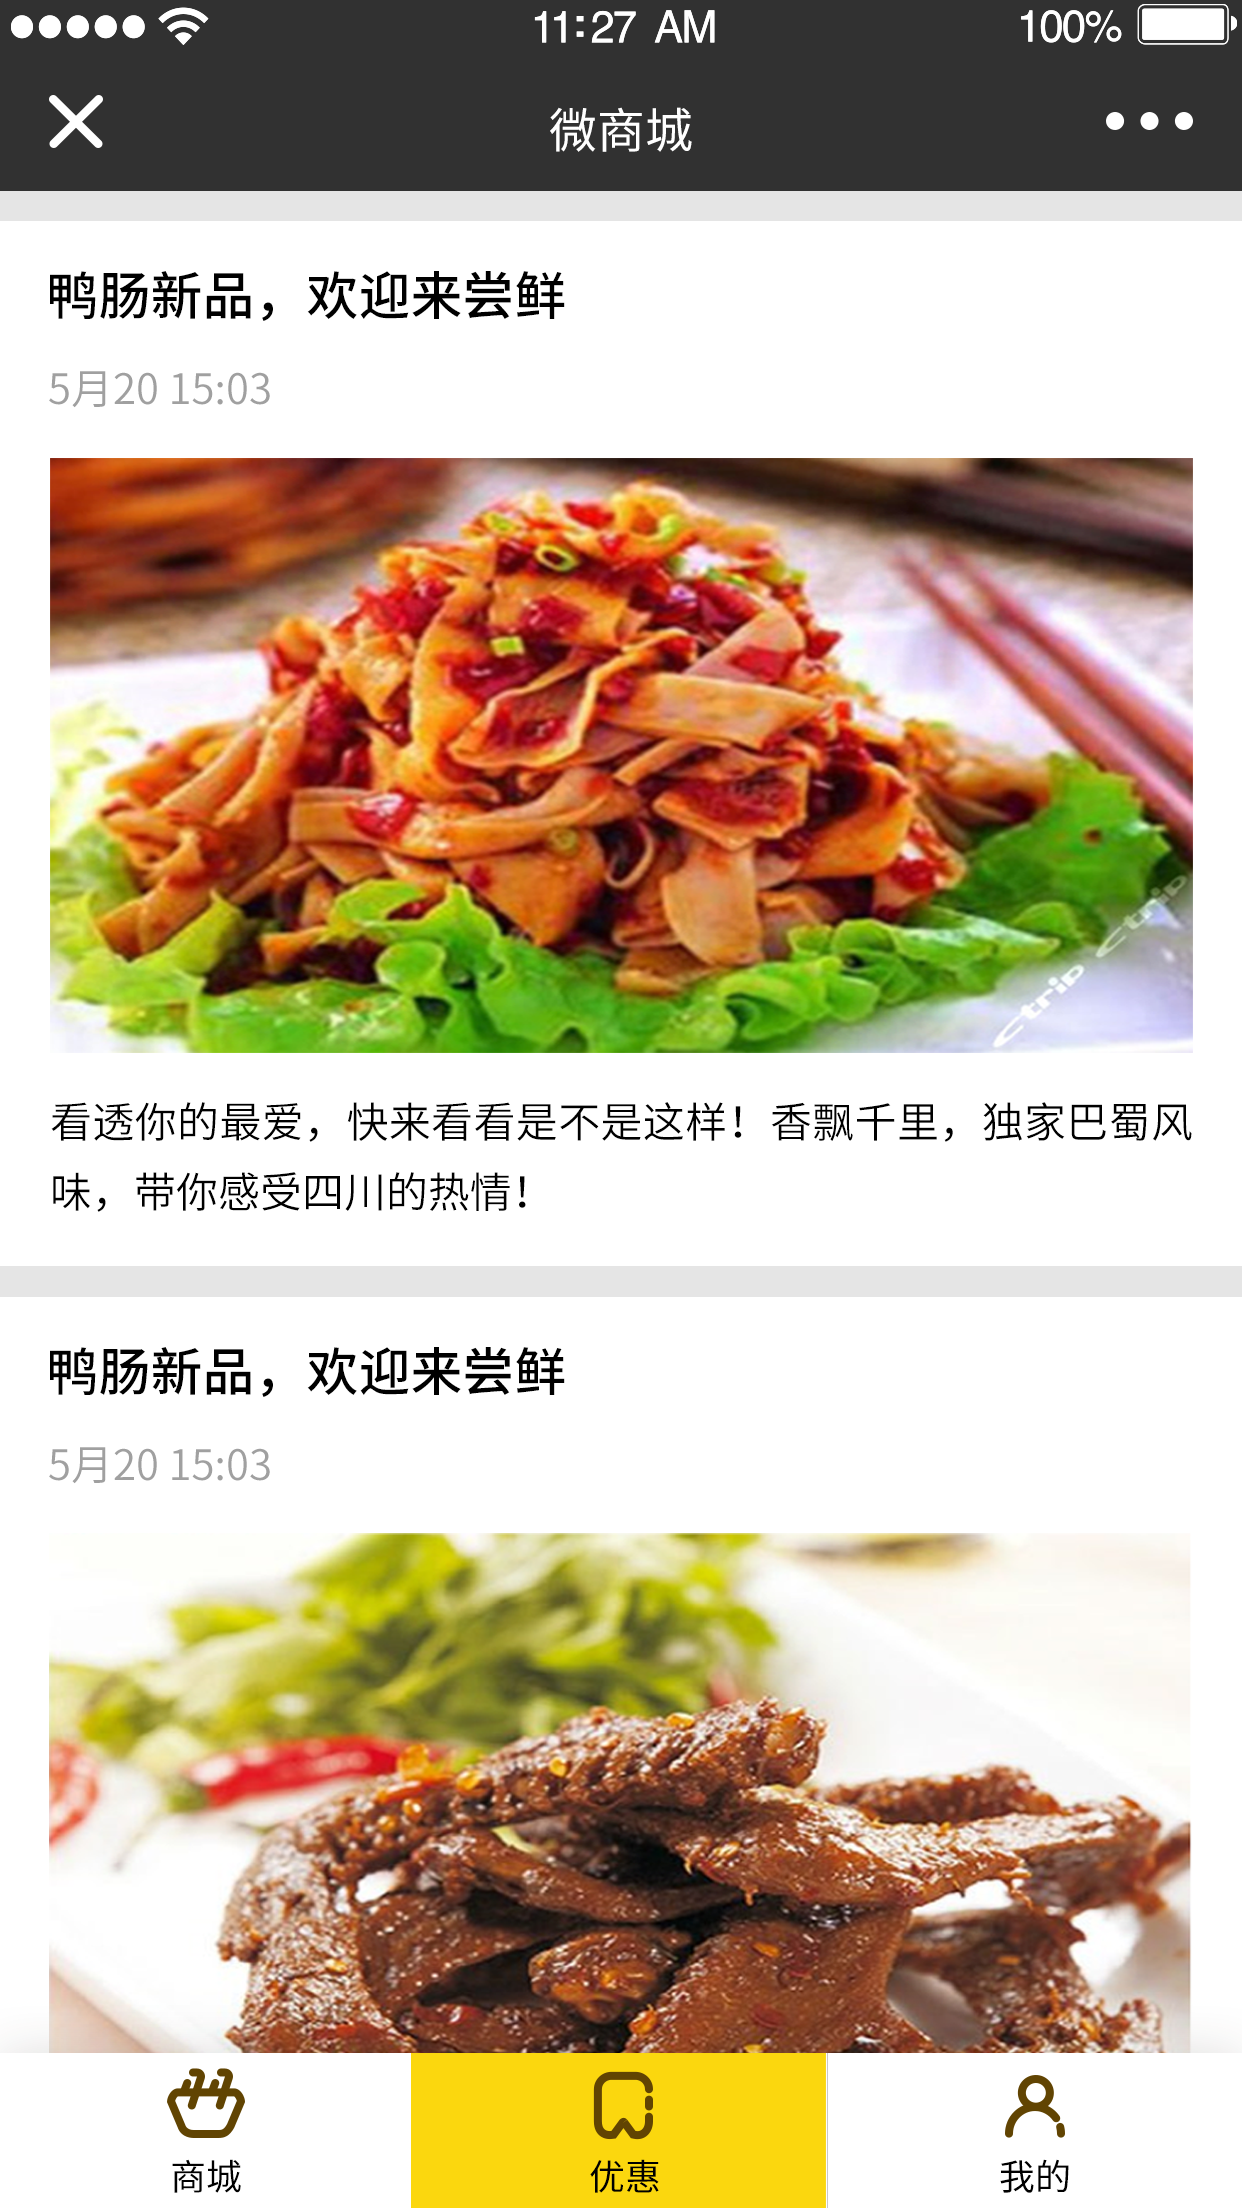 11:27 AM
100%
微商城
鸭肠新品，欢迎来尝鲜
5月20 15:03
ctrip ctrip
看透你的最爱，快来看看是不是这样！香飘千里，独家巴蜀风
味，带你感受四川的热情！
鸭肠新品，欢迎来尝鲜
5月20 15:03
商城
优惠
我的